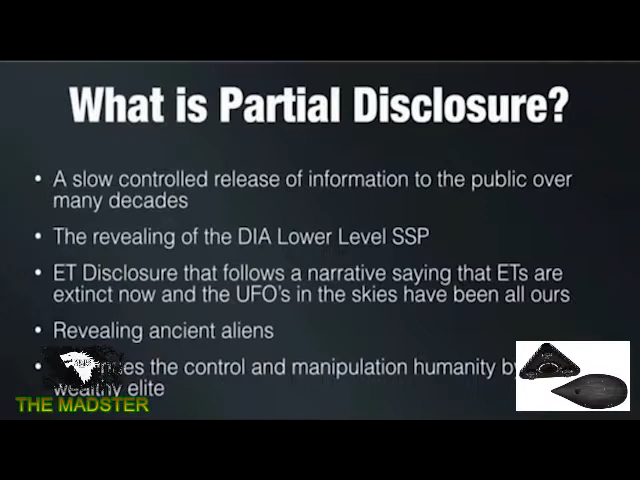 What is Partial Disclosure?
• A slow controlled release of information to the public over
many decades
• The revealing of the DIA Lower Level SSP
• ET Disclosure that follows a narrative saying that ETs are
extinct now and the UFO's in the skies have been all ours
• Revealing ancient aliens
• the control and manipulation humanity by
wealthy elite
THE MADSTER